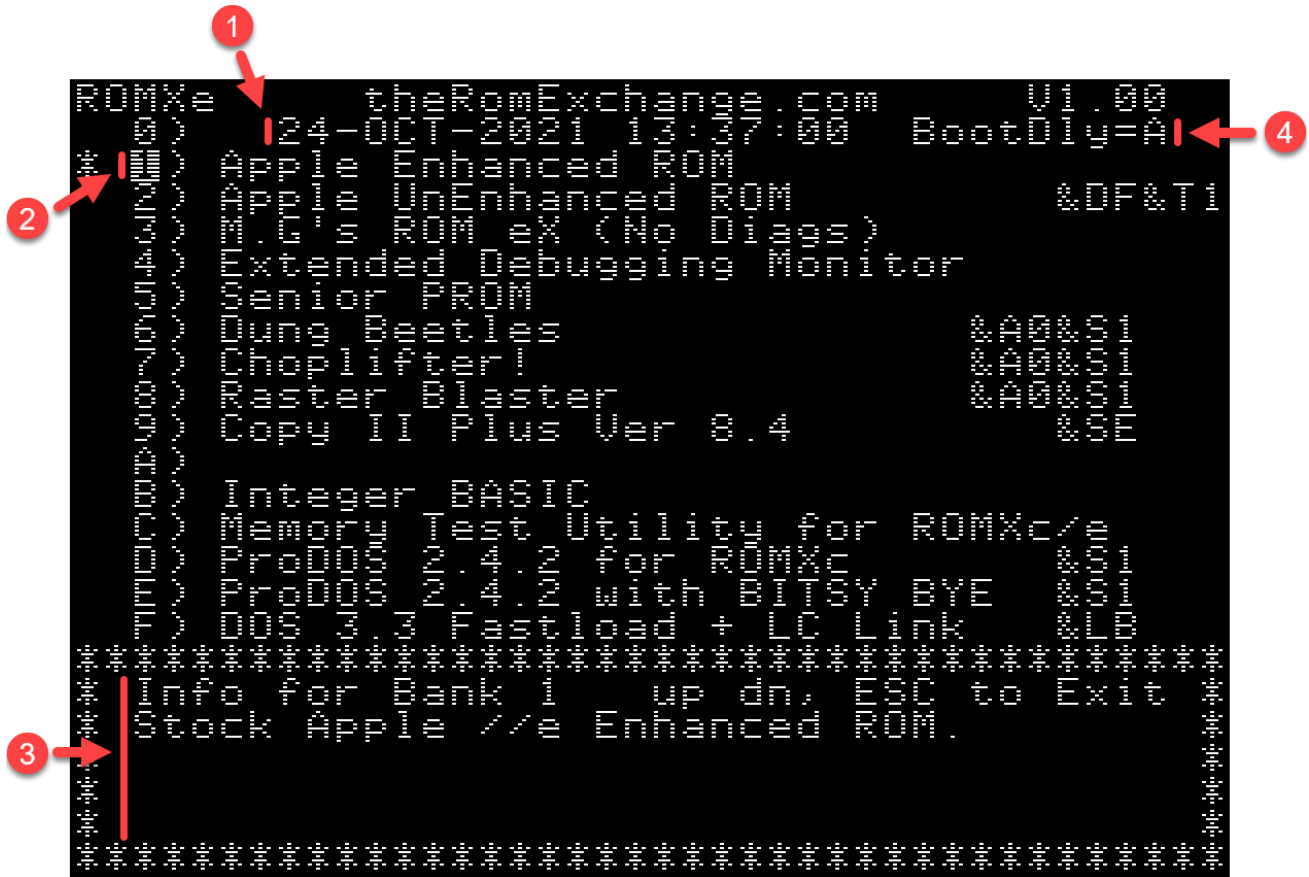 1
ROMXe theRomExchange.com V1.00
0) 24-OCT-2021 13:37:00 BootDly=A
4
* 1) Apple Enhanced ROM
2
2) Apple UnEnhanced ROM &DF&T1
3) M.G's ROM eX (No Diags)
4) Extended Debugging Monitor
5) Senior PROM
6) Dung Beetles &A0&S1
7) Choplifter! &A0&S1
8) Raster Blaster &A0&S1
9) Copy II Plus Ver 8.4 &SE
A)
B) Integer BASIC
C) Memory Test Utility for ROMXc/e
D) ProDOS 2.4.2 for ROMXc &S1
E) ProDOS 2.4.2 with BITSY BYE &S1
F) DOS 3.3 Fastload + LC Link &LB
****************************************
* Info for Bank 1 up dn, ESC to Exit *
* Stock Apple //e Enhanced ROM. *
3
* *
* *
* *
****************************************